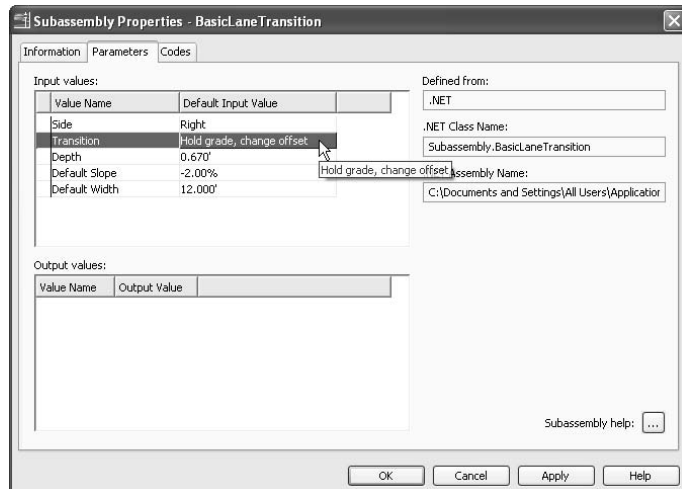 Subassembly Properties - BasicLaneTransition
Information
Parameters
Codes
Input values:
Value Name
Default Input Value
Side
Right
Transition
Hold grade, change offset
Depth
0.670'
Default Slope
-2.00%
Default Width
12.000'
Hold grade, change offset
Output values:
Value Name
Output Value
Defined from:
.NET
.NET Class Name:
Subassembly.BasicLaneTransition
Assembly Name:
C:\Documents and Settings\All Users\Application
Subassembly help:
...
OK
Cancel
Apply
Help